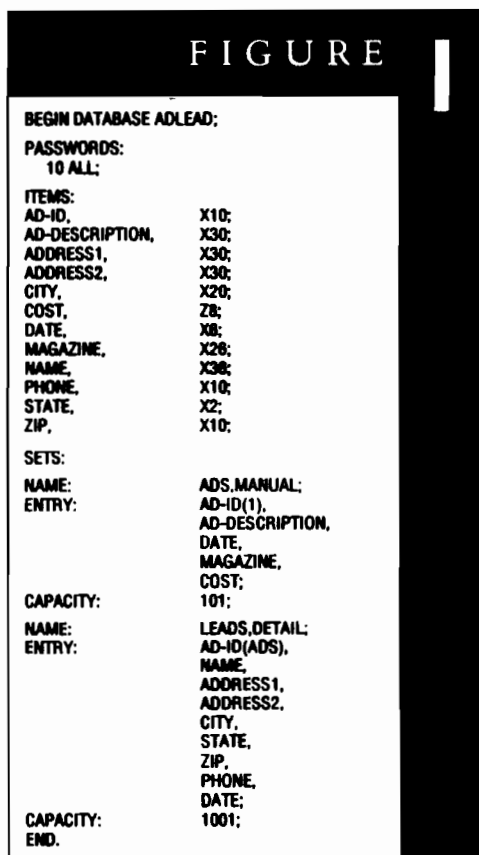 FIGURE 1
BEGIN DATABASE ADLEAD;
PASSWORDS:
10 ALL;
ITEMS:
AD-ID, X10;
AD-DESCRIPTION, X30;
ADDRESS1, X30;
ADDRESS2, X30;
CITY, X20;
COST, Z8;
DATE, X6;
MAGAZINE, X26;
NAME, X36;
PHONE, X10;
STATE, X2;
ZIP, X10;
SETS:
NAME: ADS,MANUAL;
ENTRY: AD-ID(1),
AD-DESCRIPTION,
DATE,
MAGAZINE,
COST;
CAPACITY: 101;
NAME: LEADS,DETAIL;
ENTRY: AD-ID(ADS),
NAME,
ADDRESS1,
ADDRESS2,
CITY,
STATE,
ZIP,
PHONE,
DATE;
CAPACITY: 1001;
END.